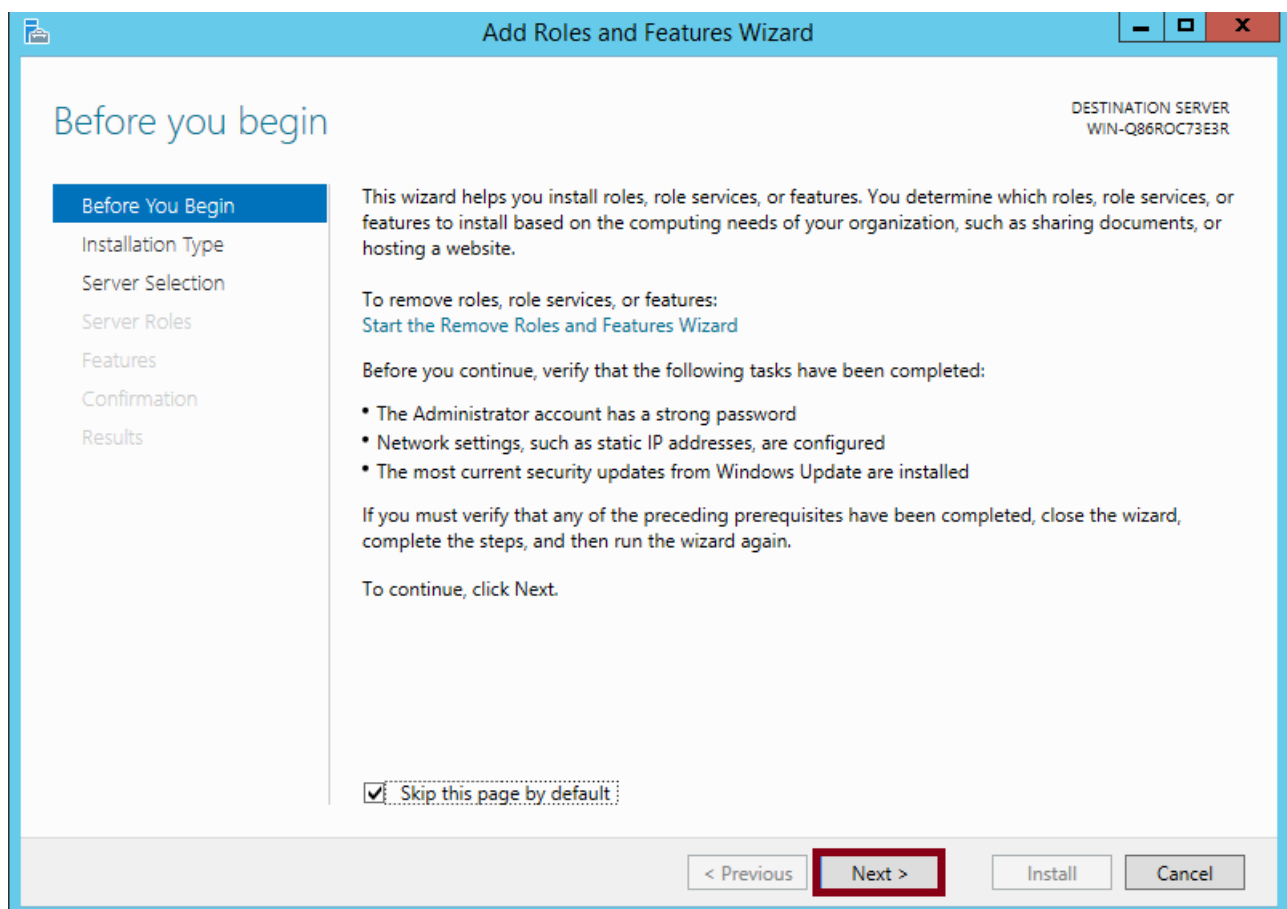 Add Roles and Features Wizard
Before you begin
DESTINATION SERVER
WIN-Q86ROC73E3R
Before You Begin
Installation Type
Server Selection
Server Roles
Features
Confirmation
Results
This wizard helps you install roles, role services, or features. You determine which roles, role services, or
features to install based on the computing needs of your organization, such as sharing documents, or
hosting a website.
To remove roles, role services, or features:
Start the Remove Roles and Features Wizard
Before you continue, verify that the following tasks have been completed:
• The Administrator account has a strong password
• Network settings, such as static IP addresses, are configured
• The most current security updates from Windows Update are installed
If you must verify that any of the preceding prerequisites have been completed, close the wizard,
complete the steps, and then run the wizard again.
To continue, click Next.
Skip this page by default
< Previous
Next >
Install
Cancel